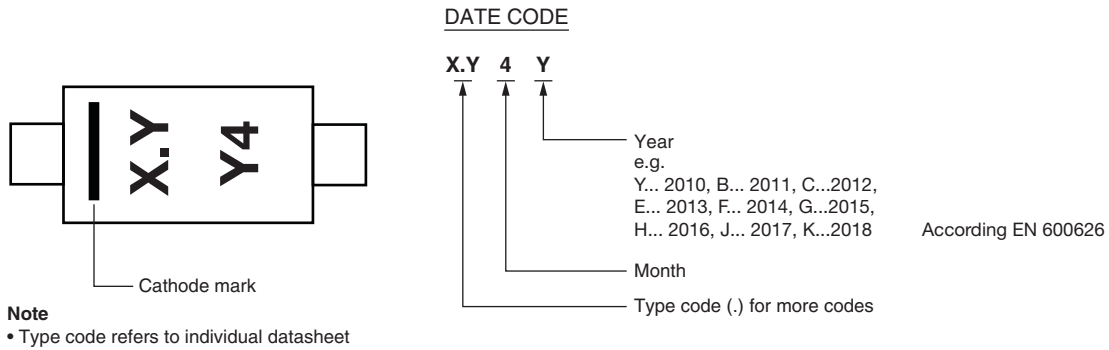 DATE CODE
X.Y 4 Y
X.Y
Y4
Year
e.g.
Y... 2010, B... 2011, C...2012,
E... 2013, F... 2014, G...2015,
H... 2016, J... 2017, K...2018
According EN 600626
Month
Type code (.) for more codes
Cathode mark
Note
• Type code refers to individual datasheet